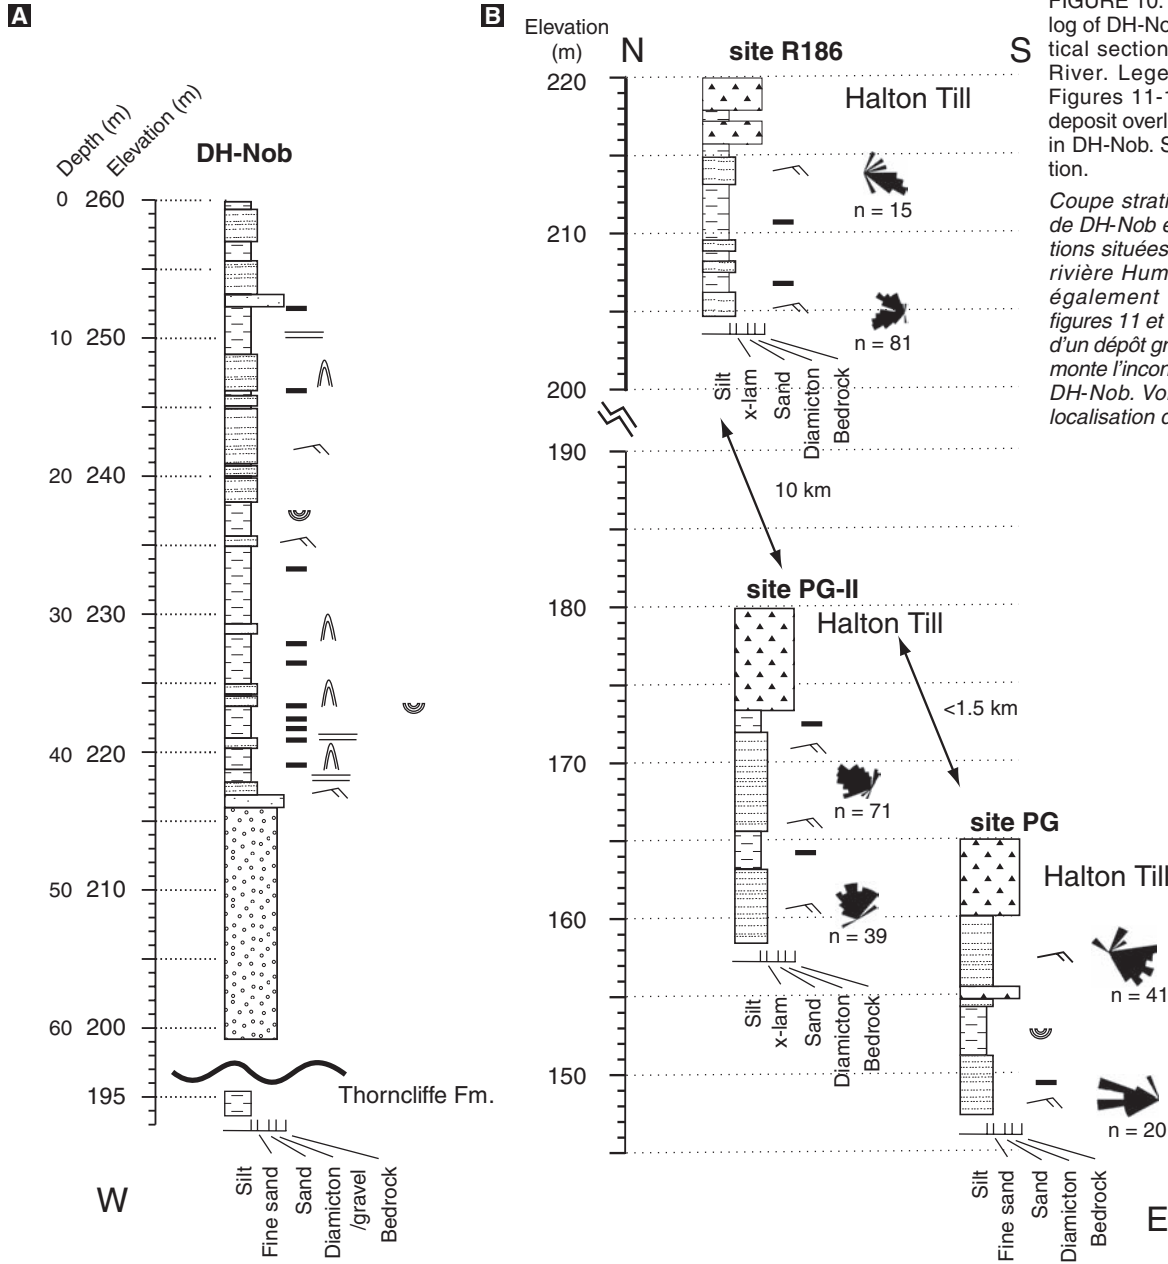 A
Depth (m)
Elevation (m)
DH-Nob
0 260
10 250
20 240
30 230
40 220
50 210
60 200
195
Thorncliffe Fm.
Silt
Fine sand
Sand
Diamicton
/gravel
Bedrock
W
B
Elevation
(m)
N
site R186
S
220
Halton Till
n = 15
210
n = 81
200
Silt
x-lam
Sand
Diamicton
Bedrock
190
10 km
site PG-II
180
Halton Till
<1.5 km
170
n = 71
site PG
Halton Till
160
n = 39
n = 41
Silt
x-lam
Sand
Diamicton
Bedrock
150
n = 20
Silt
Fine sand
Sand
Diamicton
Bedrock
E
FIGURE 10.
log of DH-No
tical section
River. Lege
Figures 11-1
deposit overl
in DH-Nob. S
tion.
Coupe strati
de DH-Nob e
tions situées
rivière Hum
également
figures 11 et
d'un dépôt gr
monte l'incon
DH-Nob. Vo
localisation d